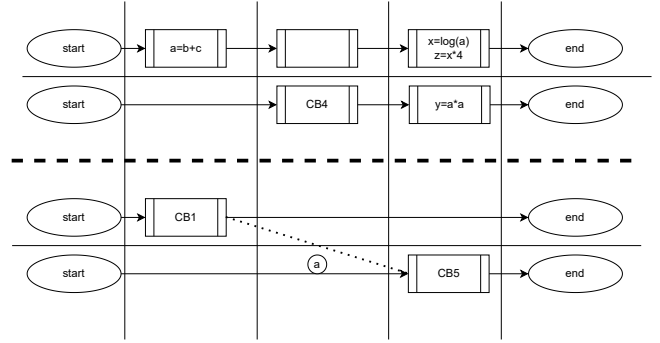 start
a=b+c
x=log(a)
z=x*4
end
start
CB4
y=a*a
end
start
CB1
end
a
start
CB5
end